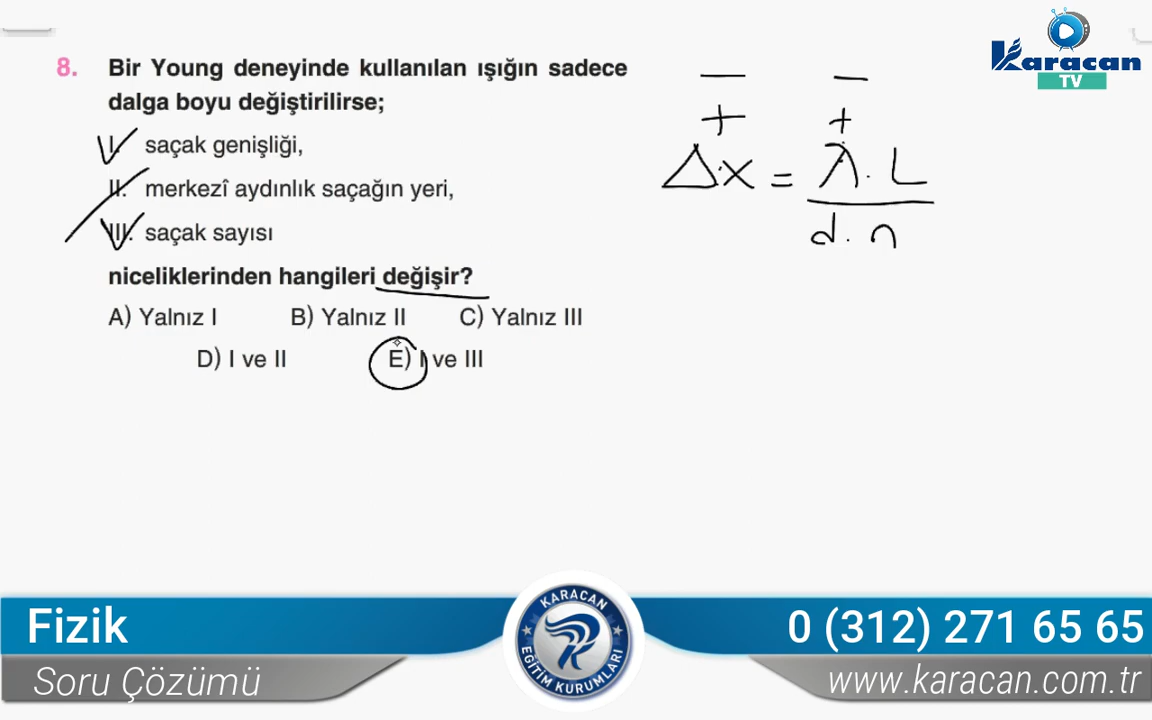 Karacan
TV
8. Bir Young deneyinde kullanılan ışığın sadece
dalga boyu değiştirilirse;
I. saçak genişliği,
II. merkezî aydınlık saçağın yeri,
III. saçak sayısı
niceliklerinden hangileri değişir?
A) Yalnız I B) Yalnız II C) Yalnız III
D) I ve II E) I ve III
— —
+ +
Δx = λ. L
d. n
Fizik
Soru Çözümü
KARACAN
EĞİTİM KURUMLARI
0 (312) 271 65 65
www.karacan.com.tr